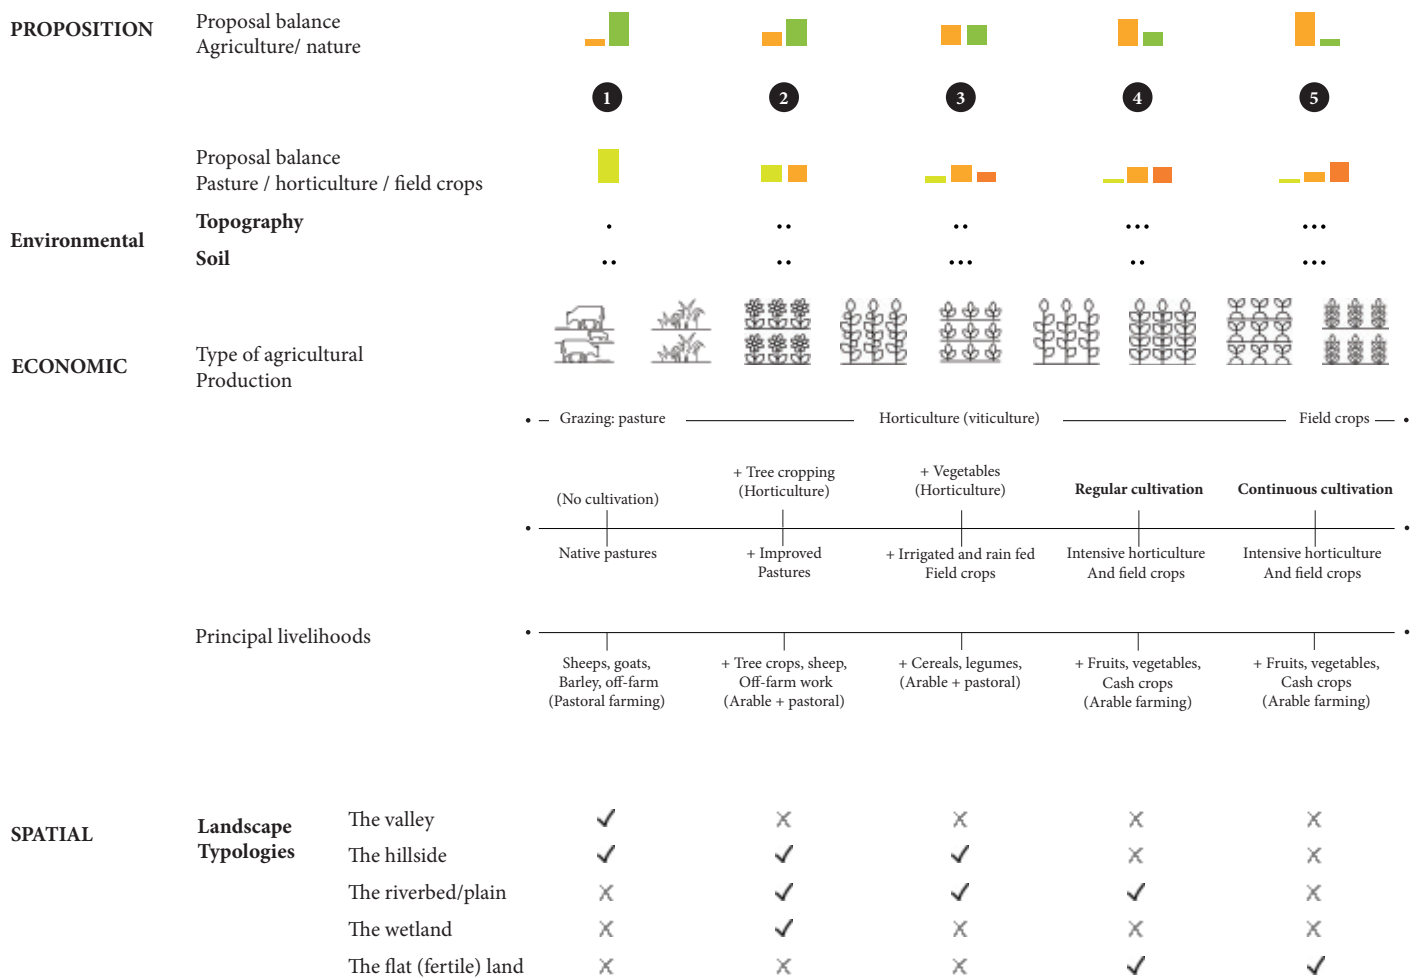 PROPOSITION
Proposal balance
Agriculture/ nature
1 2 3 4 5
Proposal balance
Pasture / horticulture / field crops
Environmental
Topography
Soil
ECONOMIC
Type of agricultural
Production
Grazing: pasture
Horticulture (viticulture)
Field crops
(No cultivation)
+ Tree cropping
(Horticulture)
+ Vegetables
(Horticulture)
Regular cultivation
Continuous cultivation
Native pastures
+ Improved
Pastures
+ Irrigated and rain fed
Field crops
Intensive horticulture
And field crops
Intensive horticulture
And field crops
Principal livelihoods
Sheeps, goats,
Barley, off-farm
(Pastoral farming)
+ Tree crops, sheep,
Off-farm work
(Arable + pastoral)
+ Cereals, legumes,
(Arable + pastoral)
+ Fruits, vegetables,
Cash crops
(Arable farming)
+ Fruits, vegetables,
Cash crops
(Arable farming)
SPATIAL
Landscape
Typologies
The valley
The hillside
The riverbed/plain
The wetland
The flat (fertile) land